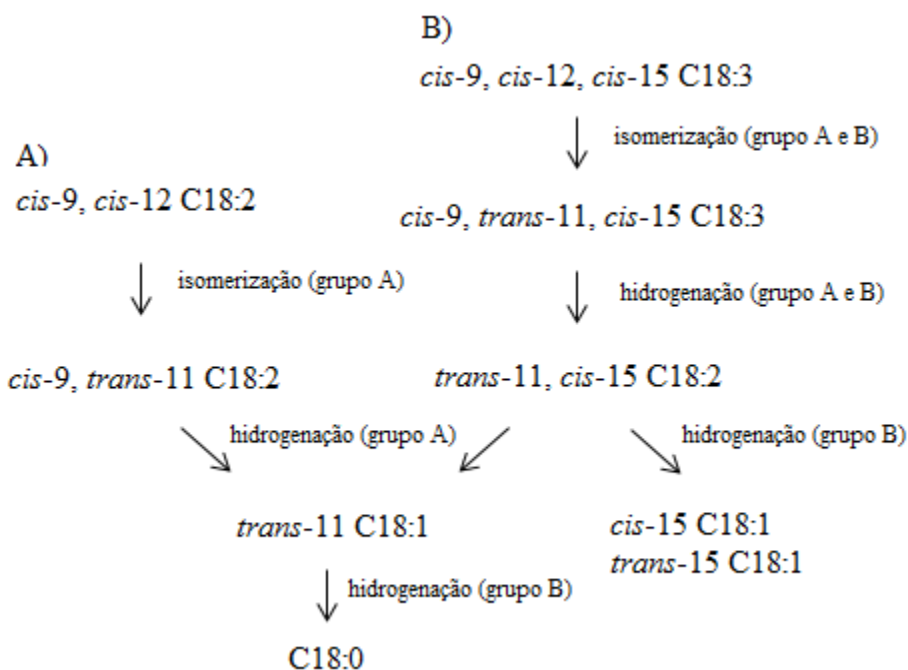 B)
cis-9, cis-12, cis-15 C18:3
isomerização (grupo A e B)
A)
cis-9, cis-12 C18:2
cis-9, trans-11, cis-15 C18:3
isomerização (grupo A)
hidrogenação (grupo A e B)
cis-9, trans-11 C18:2
trans-11, cis-15 C18:2
hidrogenação (grupo A)
hidrogenação (grupo B)
trans-11 C18:1
cis-15 C18:1
trans-15 C18:1
hidrogenação (grupo B)
C18:0